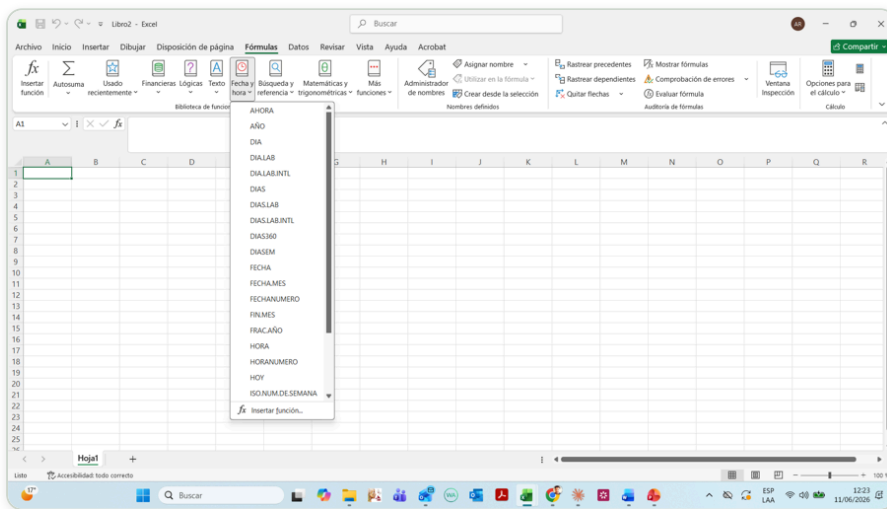 Libro2 - Excel
Buscar
AR
Archivo Inicio Insertar Dibujar Disposición de página Fórmulas Datos Revisar Vista Ayuda Acrobat
Compartir
Insertar función
Autosuma
Usado recientemente
Financieras
Lógicas
Texto
Fecha y hora
Búsqueda y referencia
Matemáticas y trigonométricas
Más funciones
Biblioteca de funcio
Administrador de nombres
Asignar nombre
Utilizar en la fórmula
Crear desde la selección
Nombres definidos
Rastrear precedentes
Rastrear dependientes
Quitar flechas
Mostrar fórmulas
Comprobación de errores
Evaluar fórmula
Auditoría de fórmulas
Ventana Inspección
Opciones para el cálculo
Cálculo
A1
fx
A B C D G H I J K L M N O P Q R
1
2
3
4
5
6
7
8
9
10
11
12
13
14
15
16
17
18
19
20
21
22
23
24
25
26
AHORA
AÑO
DIA
DIA.LAB
DIA.LAB.INTL
DIAS
DIAS.LAB
DIAS.LAB.INTL
DIAS360
DIASEM
FECHA
FECHA.MES
FECHANUMERO
FIN.MES
FRAC.AÑO
HORA
HORANUMERO
HOY
ISO.NUM.DE.SEMANA
fx Insertar función...
Hoja1
Listo
Accesibilidad: todo correcto
100
17°
Buscar
ESP
LAA
12:23
11/06/2026